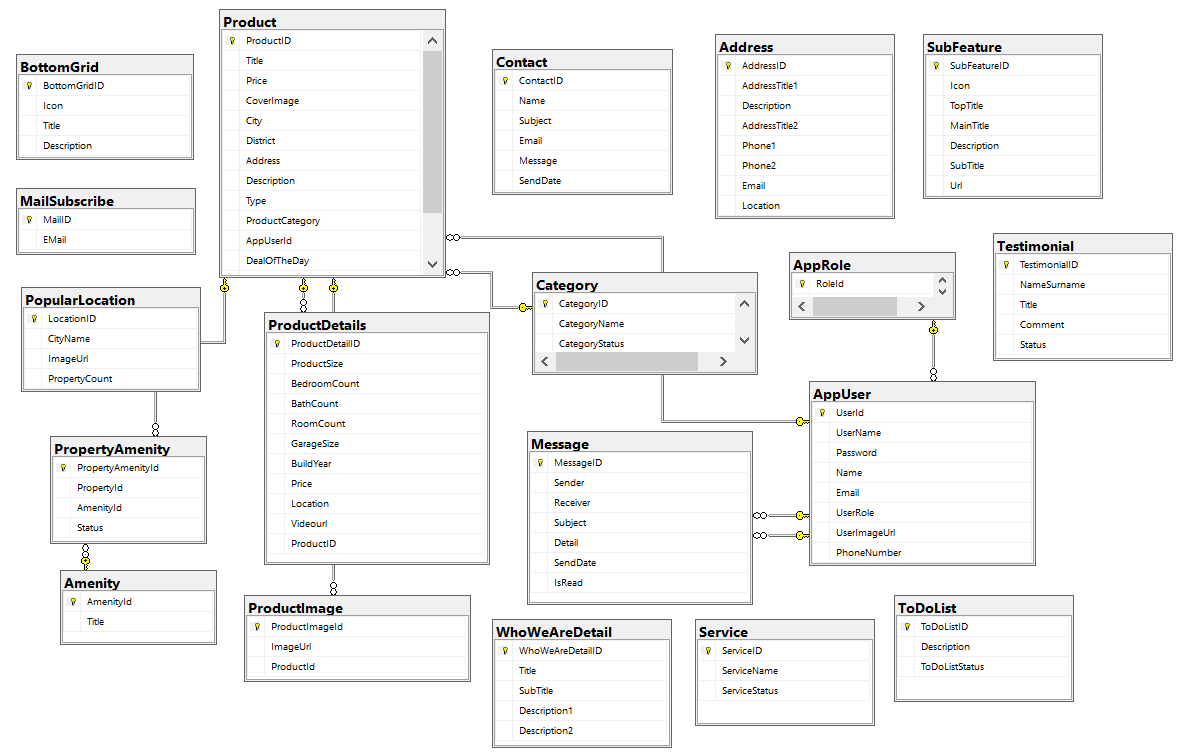 Product
ProductID
Title
Price
CoverImage
City
District
Address
Description
Type
ProductCategory
AppUserId
DealOfTheDay
BottomGrid
BottomGridID
Icon
Title
Description
MailSubscribe
MailID
EMail
Contact
ContactID
Name
Subject
Email
Message
SendDate
Address
AddressID
AddressTitle1
Description
AddressTitle2
Phone1
Phone2
Email
Location
SubFeature
SubFeatureID
Icon
TopTitle
MainTitle
Description
SubTitle
Url
PopularLocation
LocationID
CityName
ImageUrl
PropertyCount
ProductDetails
ProductDetailID
ProductSize
BedroomCount
BathCount
RoomCount
GarageSize
BuildYear
Price
Location
Videourl
ProductID
Category
CategoryID
CategoryName
CategoryStatus
AppRole
RoleId
Testimonial
TestimonialID
NameSurname
Title
Comment
Status
PropertyAmenity
PropertyAmenityId
PropertyId
AmenityId
Status
Message
MessageID
Sender
Receiver
Subject
Detail
SendDate
IsRead
AppUser
UserId
UserName
Password
Name
Email
UserRole
UserImageUrl
PhoneNumber
Amenity
AmenityId
Title
ProductImage
ProductImageId
ImageUrl
ProductId
WhoWeAreDetail
WhoWeAreDetailID
Title
SubTitle
Description1
Description2
Service
ServiceID
ServiceName
ServiceStatus
ToDoList
ToDoListID
Description
ToDoListStatus